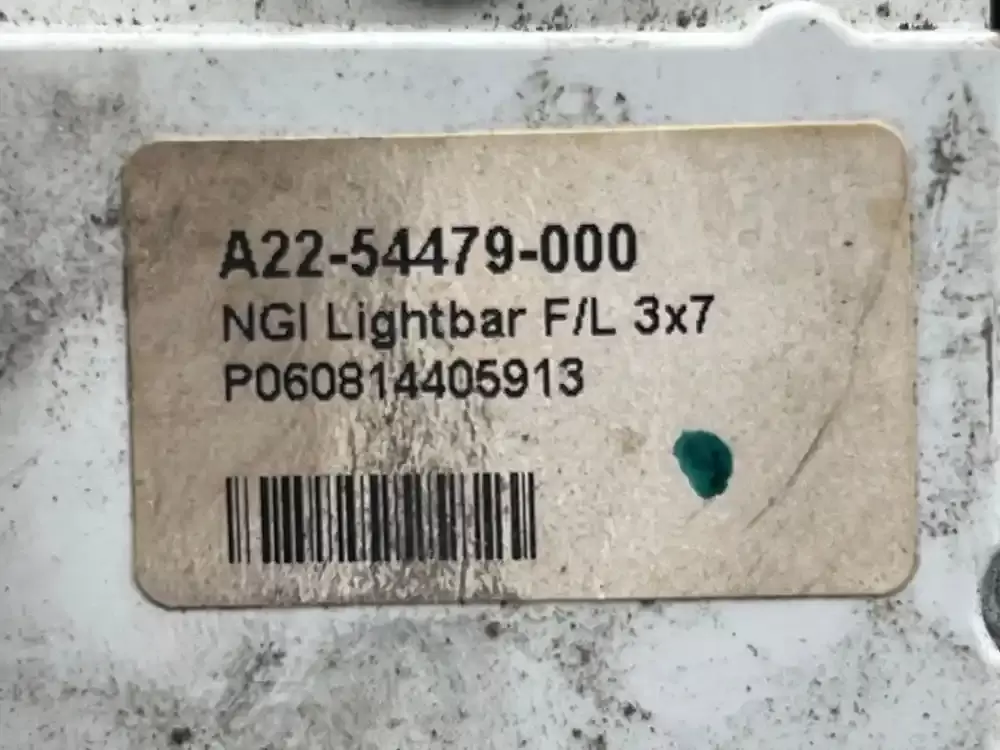 A22-54479-000
NGI Lightbar F/L 3x7
P060814405913